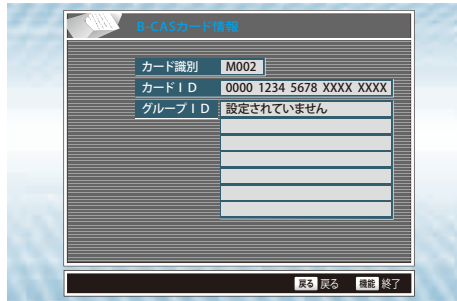 B-CASカード情報
カード識別 M002
カードＩＤ 0000 1234 5678 XXXX XXXX
グループＩＤ 設定されていません
戻る 戻る 機能 終了